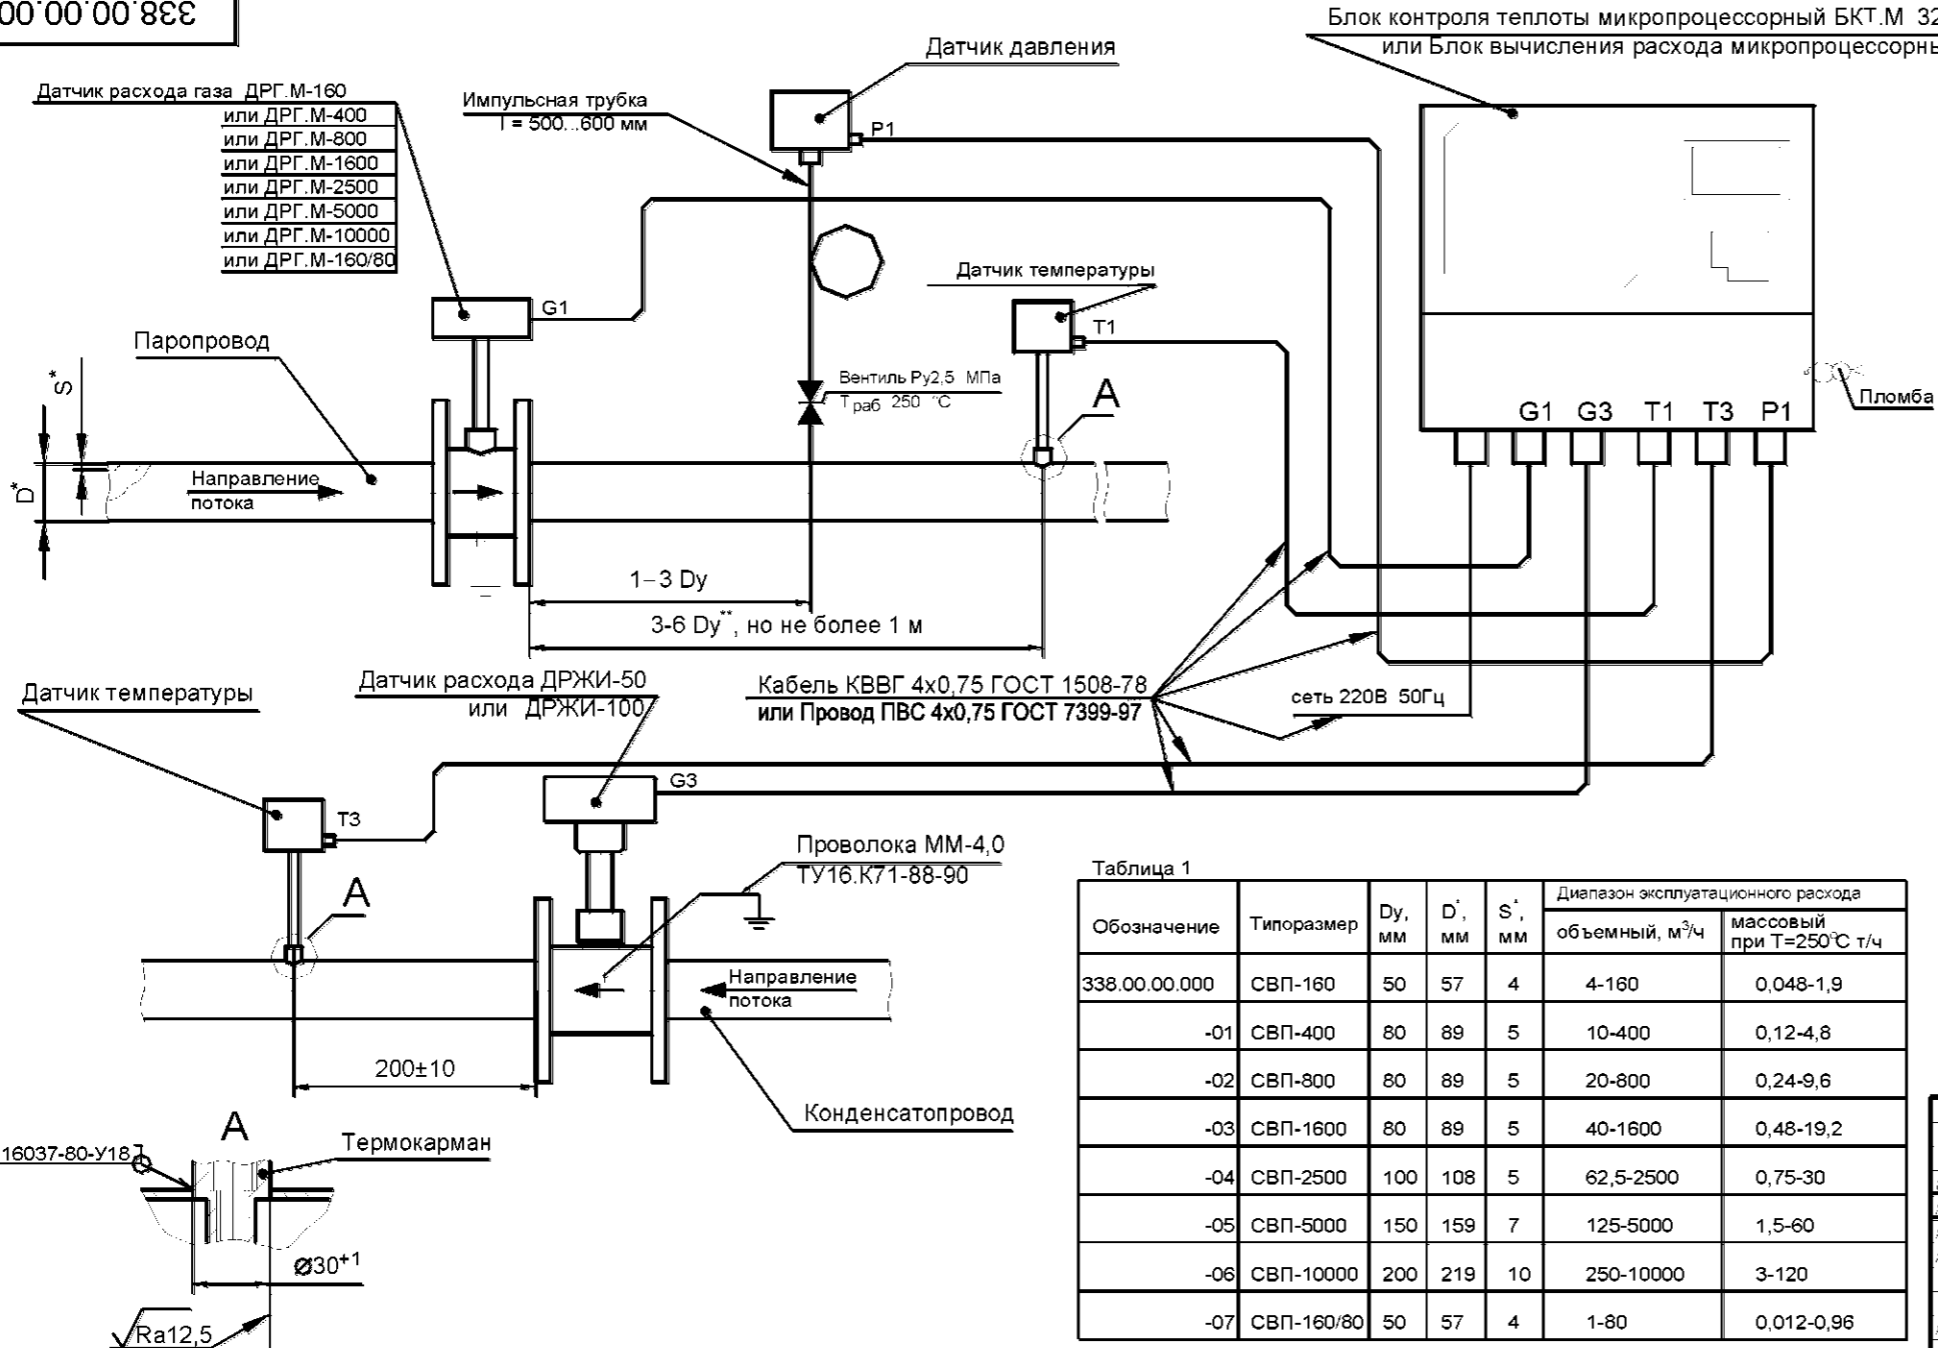 338.00.00.00
Блок контроля теплоты микропроцессорный БКТ.М 32
или Блок вычисления расхода микропроцессорны
Датчик давления
Датчик расхода газа ДРГ.М-160
или ДРГ.М-400
или ДРГ.М-800
или ДРГ.М-1600
или ДРГ.М-2500
или ДРГ.М-5000
или ДРГ.М-10000
или ДРГ.М-160/80
Импульсная трубка
l = 500...600 мм
P1
Датчик температуры
G1
T1
Паропровод
S*
D*
Вентиль Ру2,5 МПа
Tраб 250 °C
A
Пломба
G1 G3 T1 T3 P1
Направление
потока
1–3 Dy
3-6 Dy**, но не более 1 м
Датчик температуры
Датчик расхода ДРЖИ-50
или ДРЖИ-100
Кабель КВВГ 4х0,75 ГОСТ 1508-78
или Провод ПВС 4х0,75 ГОСТ 7399-97
сеть 220В 50Гц
G3
T3
Проволока ММ-4,0
ТУ16.К71-88-90
A
Направление
потока
200±10
Конденсатопровод
A
Термокарман
16037-80-У18
Ø30+1
Ra12,5
Таблица 1
Обозначение Типоразмер Dy, мм D*, мм S*, мм Диапазон эксплуатационного расхода
объемный, м³/ч массовый при Т=250°С т/ч
338.00.00.000 СВП-160 50 57 4 4-160 0,048-1,9
-01 СВП-400 80 89 5 10-400 0,12-4,8
-02 СВП-800 80 89 5 20-800 0,24-9,6
-03 СВП-1600 80 89 5 40-1600 0,48-19,2
-04 СВП-2500 100 108 5 62,5-2500 0,75-30
-05 СВП-5000 150 159 7 125-5000 1,5-60
-06 СВП-10000 200 219 10 250-10000 3-120
-07 СВП-160/80 50 57 4 1-80 0,012-0,96